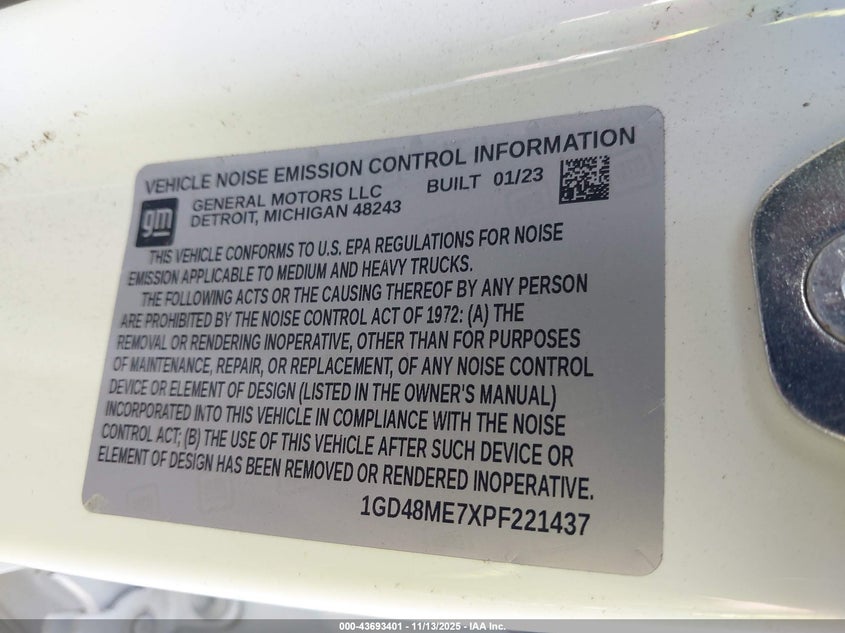 VEHICLE NOISE EMISSION CONTROL INFORMATION
gm
GENERAL MOTORS LLC BUILT 01/23
DETROIT, MICHIGAN 48243
THIS VEHICLE CONFORMS TO U.S. EPA REGULATIONS FOR NOISE
EMISSION APPLICABLE TO MEDIUM AND HEAVY TRUCKS.
THE FOLLOWING ACTS OR THE CAUSING THEREOF BY ANY PERSON
ARE PROHIBITED BY THE NOISE CONTROL ACT OF 1972: (A) THE
REMOVAL OR RENDERING INOPERATIVE, OTHER THAN FOR PURPOSES
OF MAINTENANCE, REPAIR, OR REPLACEMENT, OF ANY NOISE CONTROL
DEVICE OR ELEMENT OF DESIGN (LISTED IN THE OWNER'S MANUAL)
INCORPORATED INTO THIS VEHICLE IN COMPLIANCE WITH THE NOISE
CONTROL ACT; (B) THE USE OF THIS VEHICLE AFTER SUCH DEVICE OR
ELEMENT OF DESIGN HAS BEEN REMOVED OR RENDERED INOPERATIVE.
1GD48ME7XPF221437
000-43693401 - 11/13/2025 - IAA Inc.